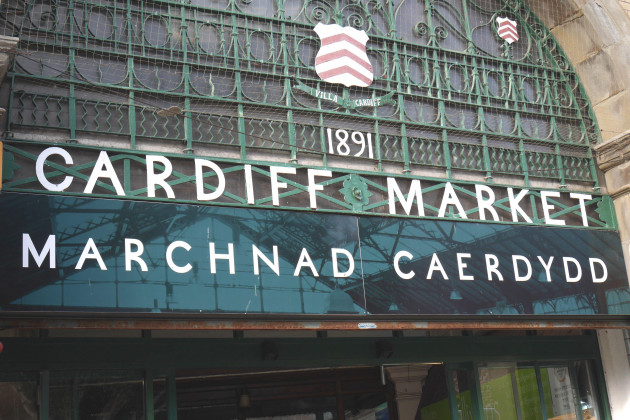 VILLA CARDIFF
1891
CARDIFF MARKET
MARCHNAD CAERDYDD